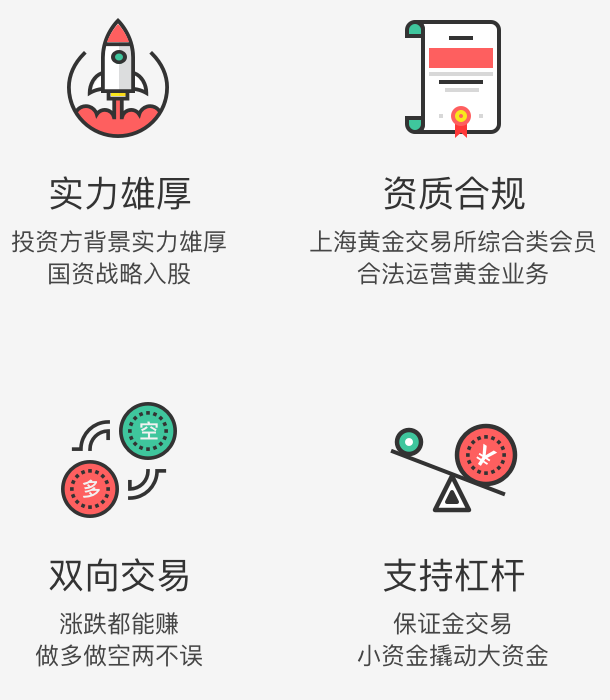 实力雄厚
投资方背景实力雄厚
国资战略入股
资质合规
上海黄金交易所综合类会员
合法运营黄金业务
空
多
双向交易
涨跌都能赚
做多做空两不误
¥
支持杠杆
保证金交易
小资金撬动大资金